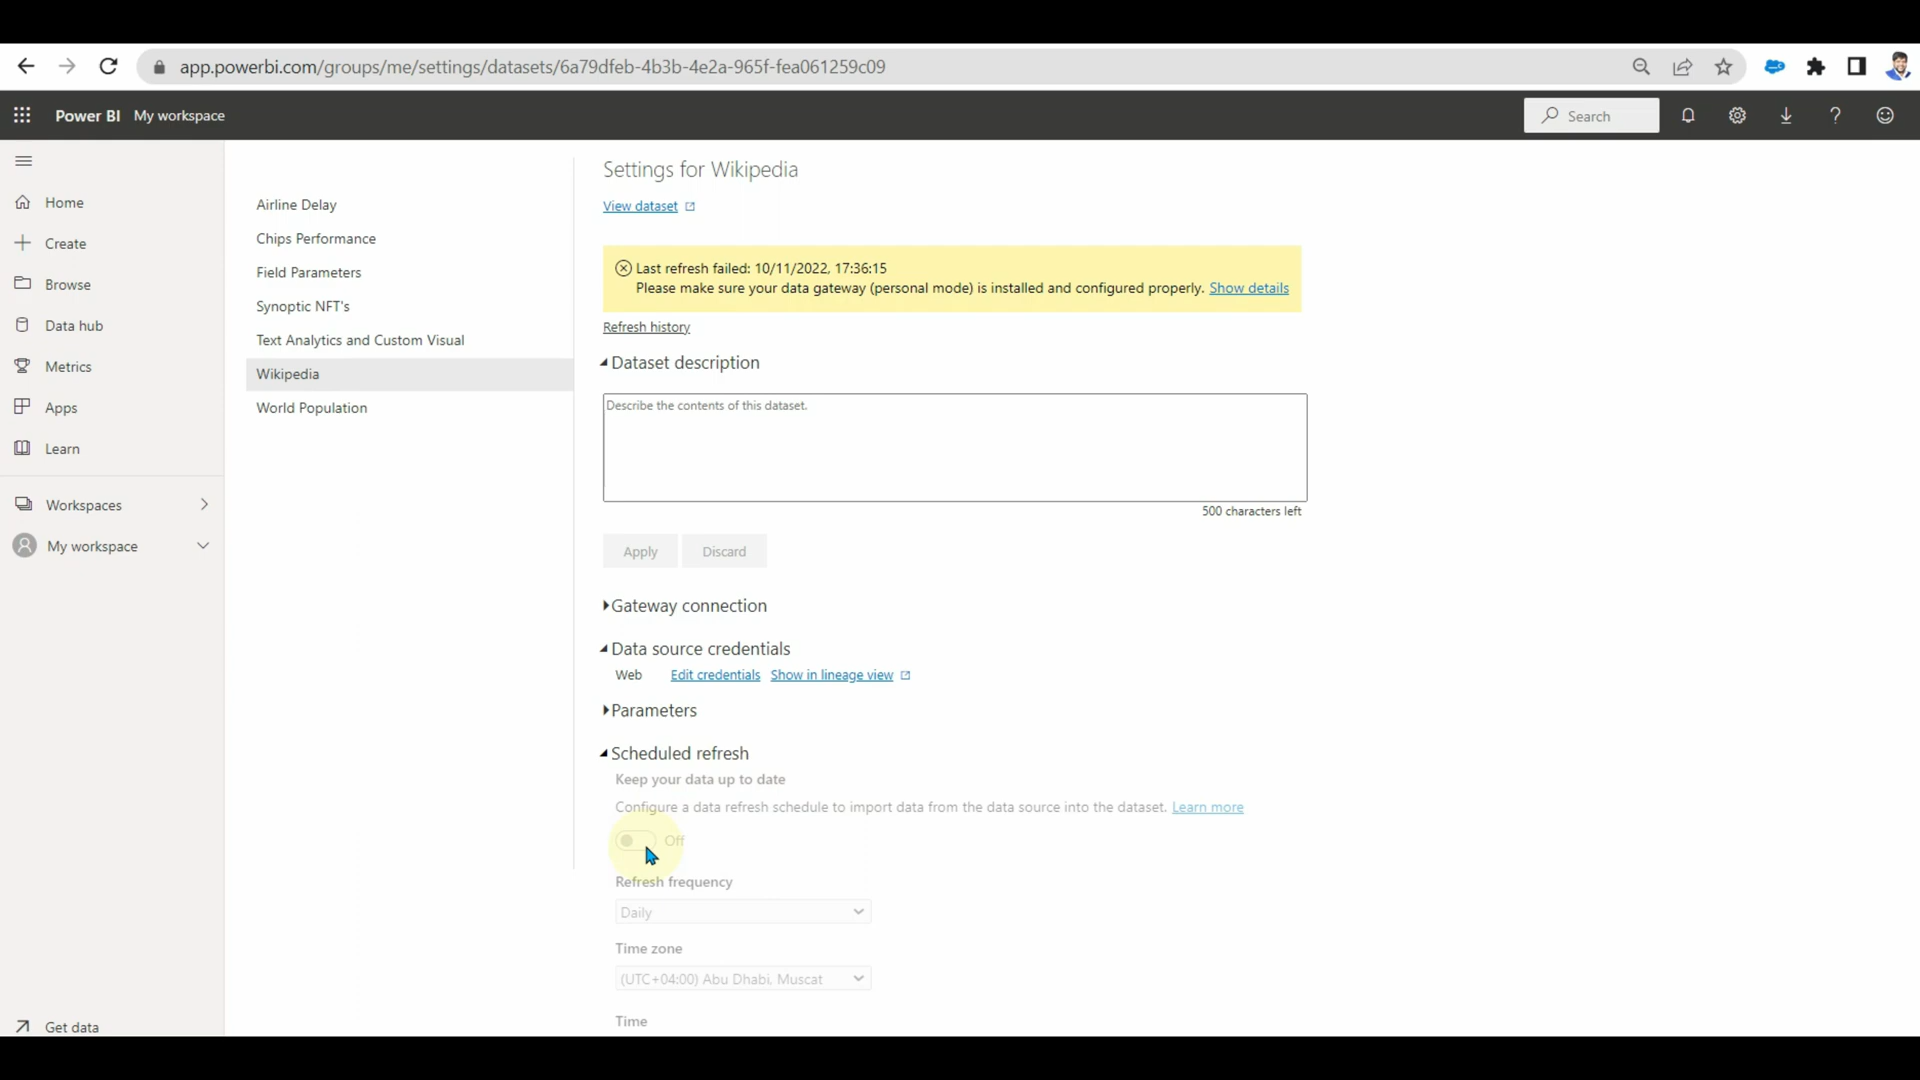 app.powerbi.com/groups/me/settings/datasets/6a79dfeb-4b3b-4e2a-965f-fea061259c09
Power BI My workspace
Search
Home
Create
Browse
Data hub
Metrics
Apps
Learn
Workspaces
My workspace
Get data
Airline Delay
Chips Performance
Field Parameters
Synoptic NFT's
Text Analytics and Custom Visual
Wikipedia
World Population
Settings for Wikipedia
View dataset
Last refresh failed: 10/11/2022, 17:36:15
Please make sure your data gateway (personal mode) is installed and configured properly. Show details
Refresh history
Dataset description
Describe the contents of this dataset.
500 characters left
Apply Discard
Gateway connection
Data source credentials
Web Edit credentials Show in lineage view
Parameters
Scheduled refresh
Keep your data up to date
Configure a data refresh schedule to import data from the data source into the dataset. Learn more
Off
Refresh frequency
Daily
Time zone
(UTC+04:00) Abu Dhabi, Muscat
Time